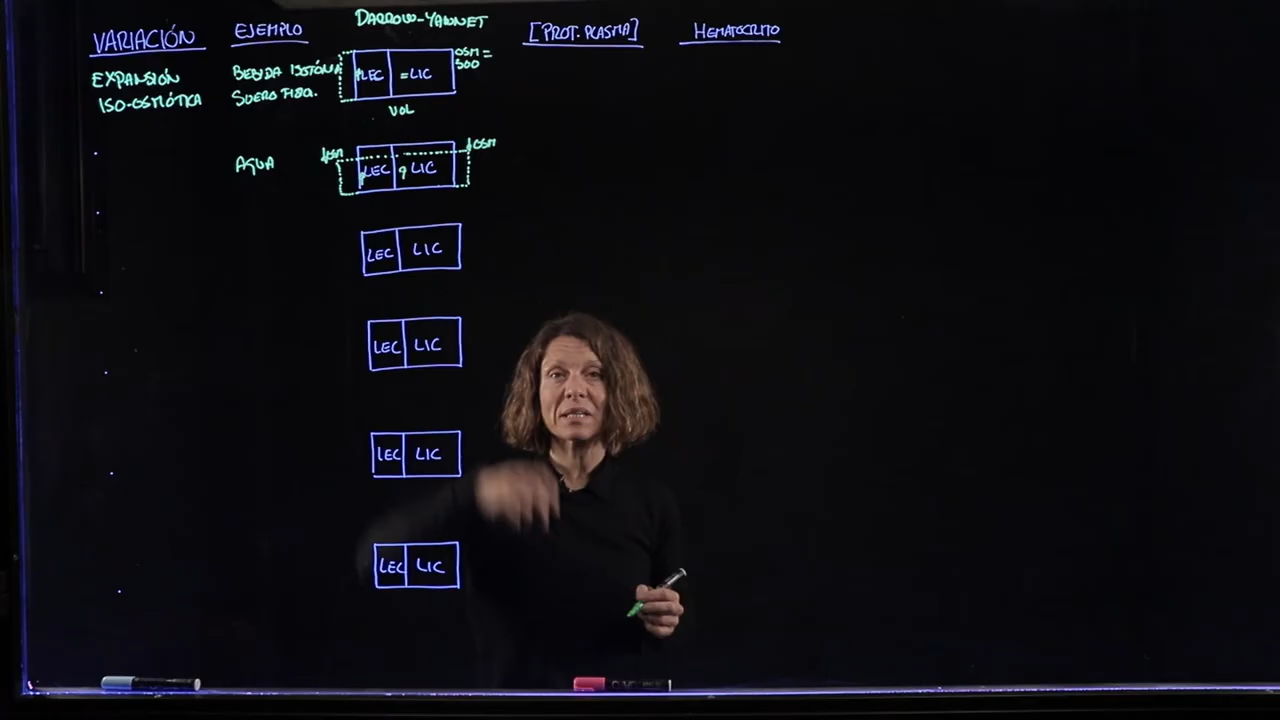 VARIACIÓN
EJEMPLO
DARROW-YANNET
[PROT. PLASMA]
HEMATOCRITO
EXPANSIÓN
ISO-OSMÓTICA
BEBIDA ISOTÓNIA
SUERO FISIO.
LEC
=LIC
OSM =
300
VOL
AGUA
↓OSM
LEC
LIC
↓OSM
LEC
LIC
LEC
LIC
LEC
LIC
LEC
LIC